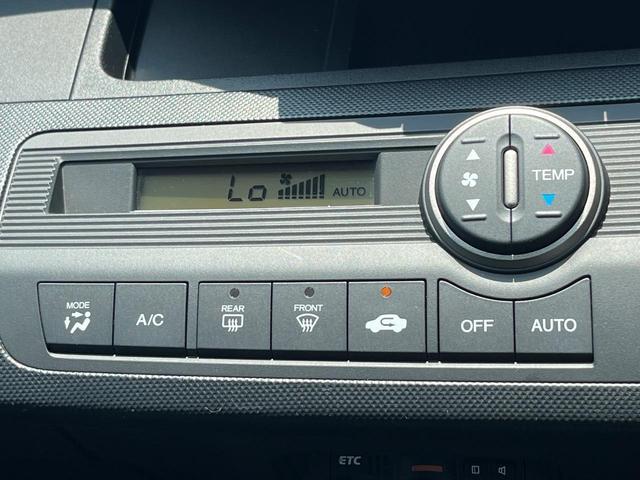 Lo AUTO
TEMP
MODE
A/C
REAR
FRONT
OFF
AUTO
ETC